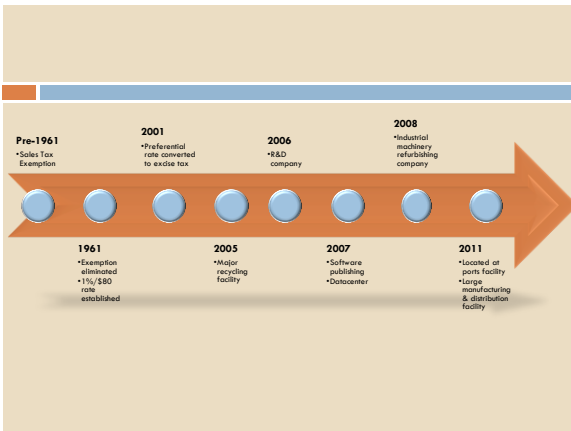 Pre-1961
•Sales Tax
Exemption
1961
•Exemption
eliminated
•1%/$80
rate
established
2001
•Preferential
rate converted
to excise tax
2005
•Major
recycling
facility
2006
•R&D
company
2007
•Software
publishing
•Datacenter
2008
•Industrial
machinery
refurbishing
company
2011
•Located at
ports facility
•Large
manufacturing
& distribution
facility